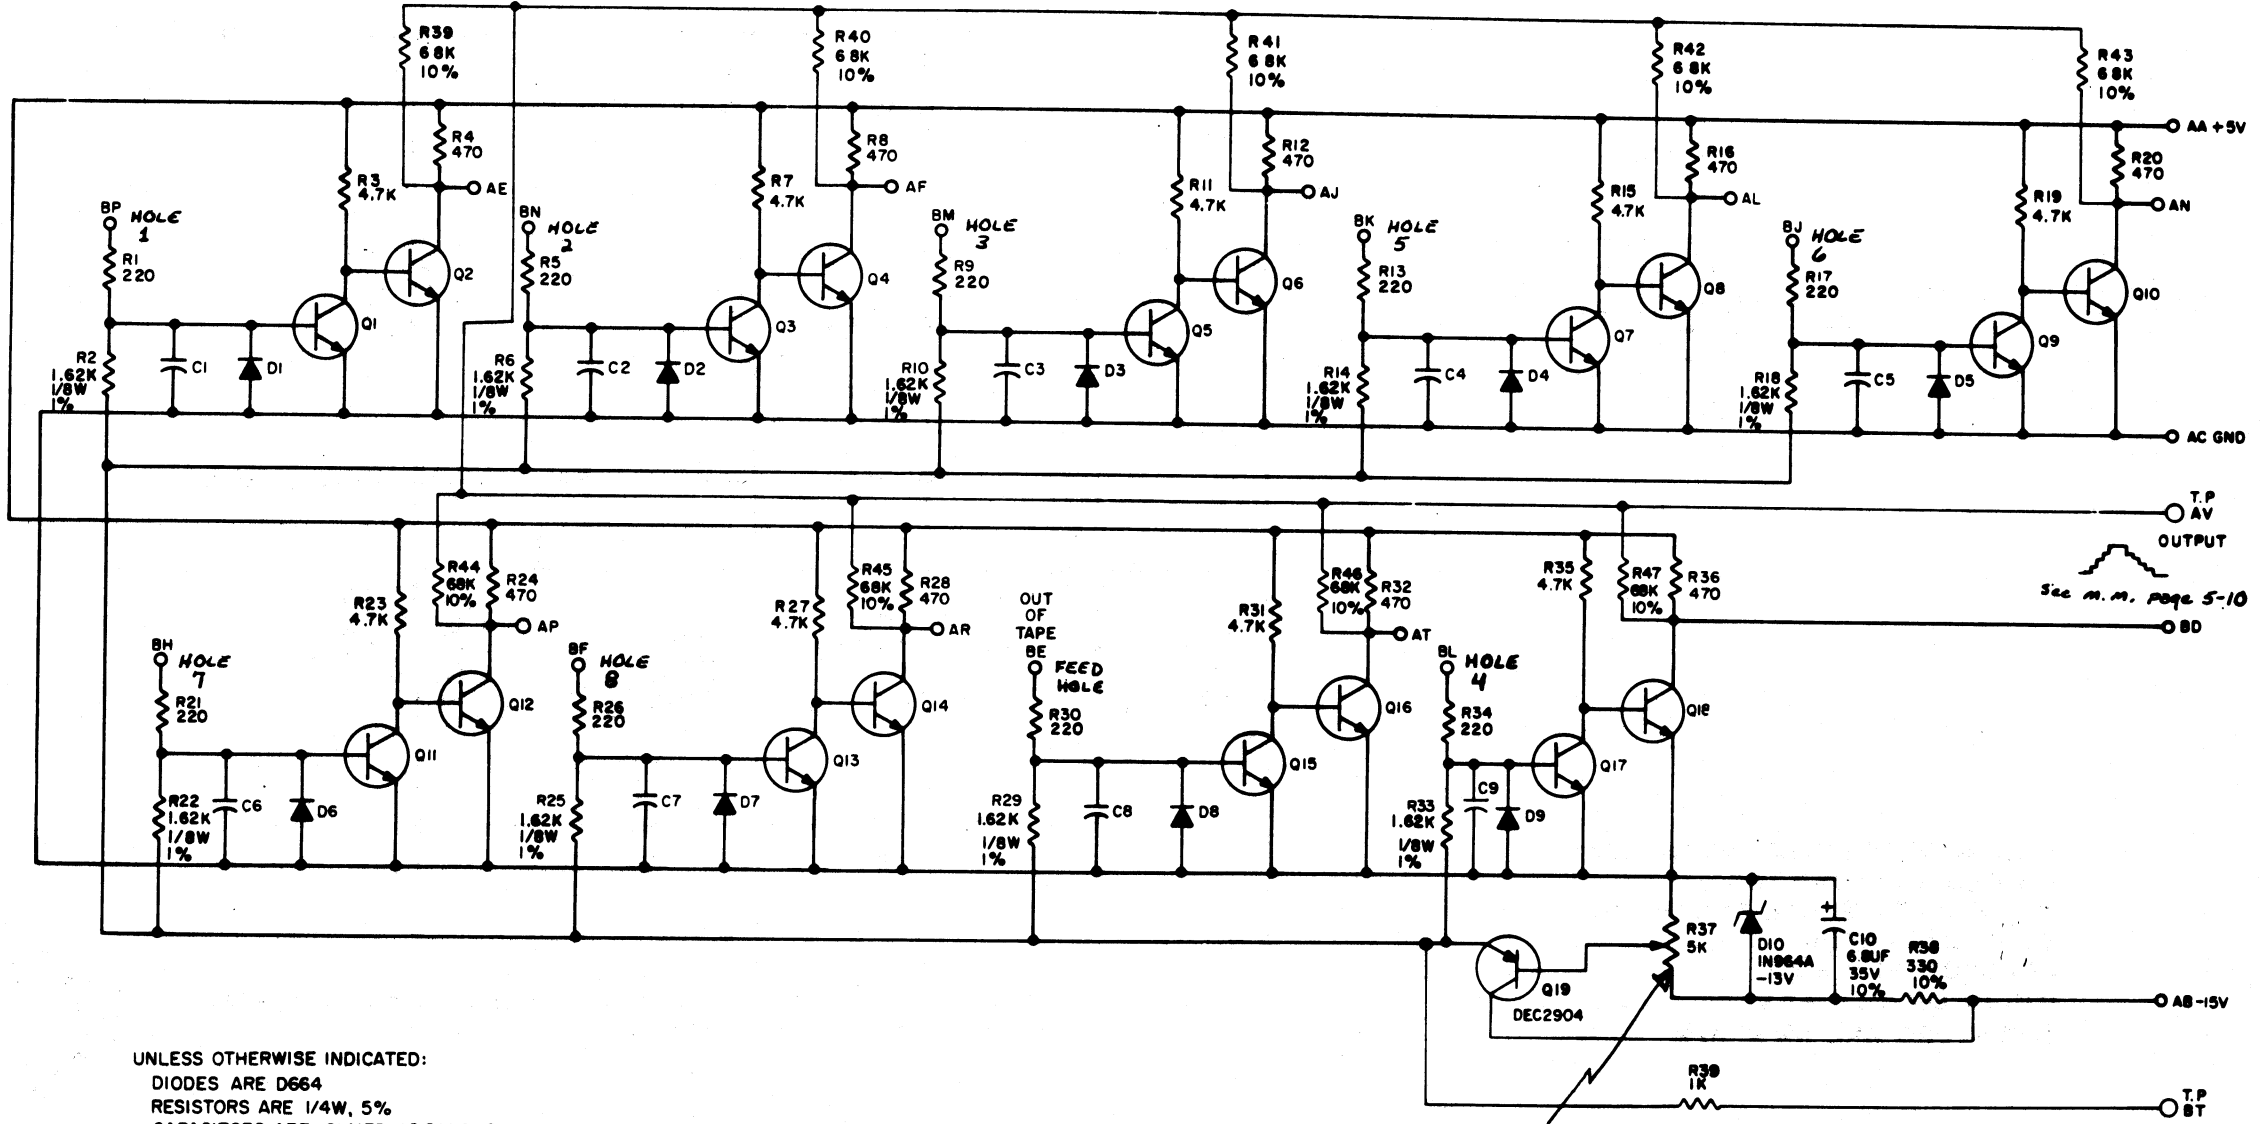 R39
68K
10%
R40
68K
10%
R41
68K
10%
R42
68K
10%
R43
68K
10%
R4
470
R8
470
R12
470
R16
470
R20
470
AA +5V
R3
4.7K
AE
R7
4.7K
AF
R11
4.7K
AJ
R15
4.7K
AL
R19
4.7K
AN
BP HOLE
1
BN HOLE
2
BM HOLE
3
BK HOLE
5
BJ HOLE
6
R1
220
R5
220
R9
220
R13
220
R17
220
Q2
Q4
Q6
Q8
Q10
Q1
Q3
Q5
Q7
Q9
R2
1.62K
1/8W
1%
C1
D1
R6
1.62K
1/8W
1%
C2
D2
R10
1.62K
1/8W
1%
C3
D3
R14
1.62K
1/8W
1%
C4
D4
R18
1.62K
1/8W
1%
C5
D5
AC GND
T.P
AV
OUTPUT
See m.m. page 5-10
BD
R23
4.7K
R44
68K
10%
R24
470
AP
R27
4.7K
R45
68K
10%
R28
470
AR
OUT
OF
TAPE
BE FEED
HOLE
R31
4.7K
R46
68K
10%
R32
470
AT
R35
4.7K
R47
68K
10%
R36
470
BH HOLE
7
BF HOLE
8
BL HOLE
4
R21
220
R26
220
R30
220
R34
220
Q12
Q14
Q16
Q18
Q11
Q13
Q15
Q17
R22
1.62K
1/8W
1%
C6
D6
R25
1.62K
1/8W
1%
C7
D7
R29
1.62K
1/8W
1%
C8
D8
R33
1.62K
1/8W
1%
C9
D9
R37
5K
D10
1N964A
-13V
+
C10
6.8UF
35V
10%
R38
330
10%
AB-15V
Q19
DEC2904
R39
1K
T.P
BT
UNLESS OTHERWISE INDICATED:
DIODES ARE D664
RESISTORS ARE 1/4W, 5%